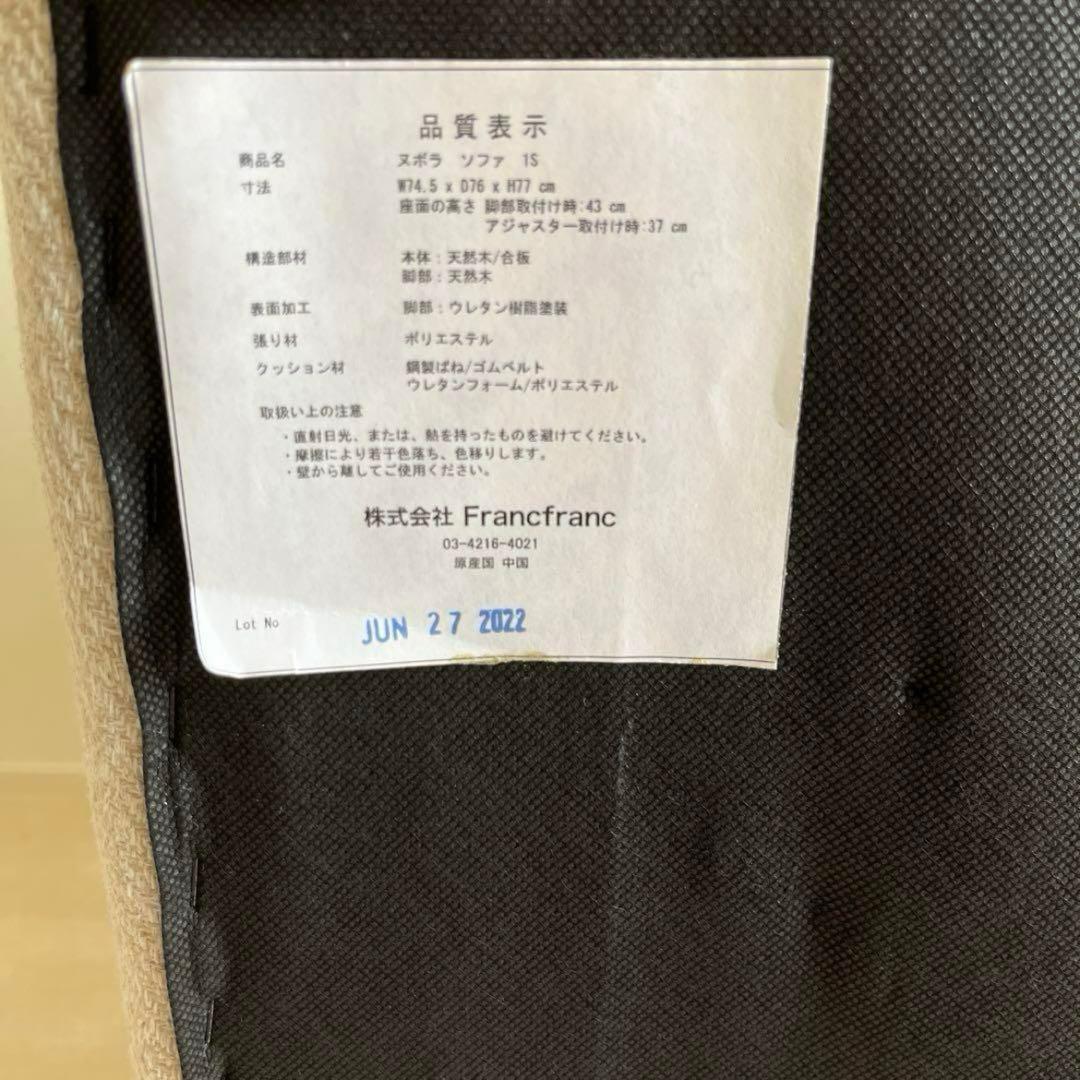 品質表示
商品名 ヌボラ ソファ 1S
寸法 W74.5 x D76 x H77 cm
座面の高さ 脚部取付け時:43 cm
アジャスター取付け時:37 cm
構造部材 本体:天然木/合板
脚部:天然木
表面加工 脚部:ウレタン樹脂塗装
張り材 ポリエステル
クッション材 鋼製ばね/ゴムベルト
ウレタンフォーム/ポリエステル
取扱い上の注意
・直射日光、または、熱を持ったものを避けてください。
・摩擦により若干色落ち、色移りします。
・壁から離してご使用ください。
株式会社 Francfranc
03-4216-4021
原産国 中国
Lot No JUN 27 2022